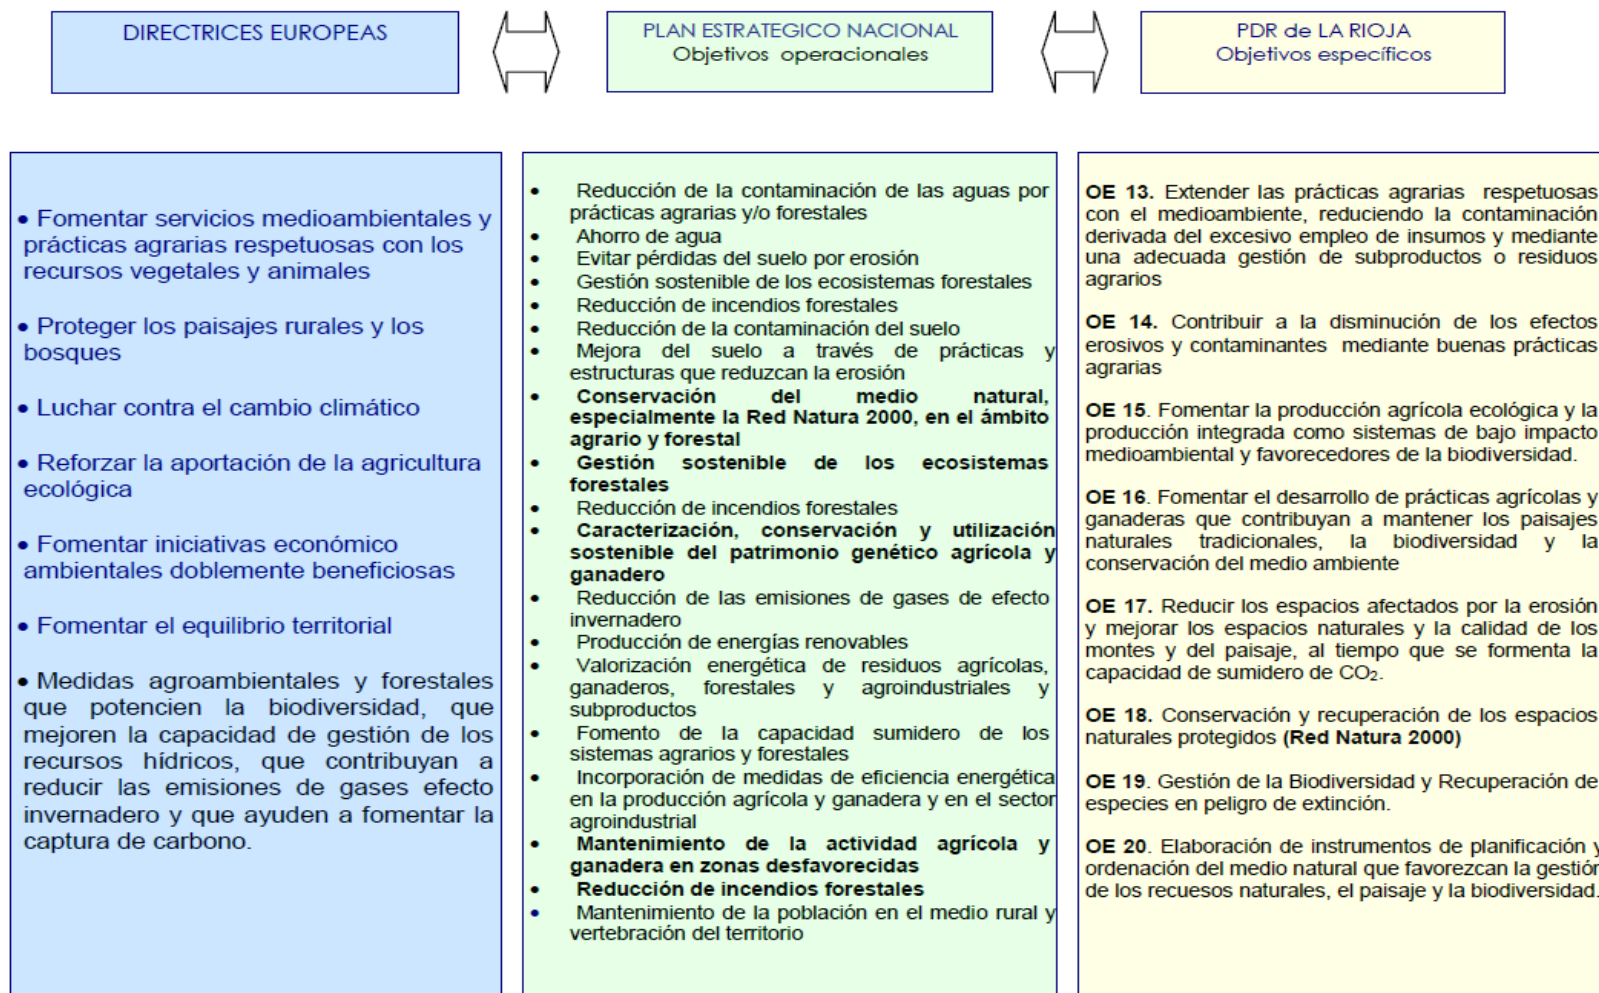 DIRECTRICES EUROPEAS
PLAN ESTRATEGICO NACIONAL
Objetivos operacionales
PDR de LA RIOJA
Objetivos específicos
• Fomentar servicios medioambientales y
prácticas agrarias respetuosas con los
recursos vegetales y animales
• Proteger los paisajes rurales y los
bosques
• Luchar contra el cambio climático
• Reforzar la aportación de la agricultura
ecológica
• Fomentar iniciativas económico
ambientales doblemente beneficiosas
• Fomentar el equilibrio territorial
• Medidas agroambientales y forestales
que potencien la biodiversidad, que
mejoren la capacidad de gestión de los
recursos hídricos, que contribuyan a
reducir las emisiones de gases efecto
invernadero y que ayuden a fomentar la
captura de carbono.
• Reducción de la contaminación de las aguas por
prácticas agrarias y/o forestales
• Ahorro de agua
• Evitar pérdidas del suelo por erosión
• Gestión sostenible de los ecosistemas forestales
• Reducción de incendios forestales
• Reducción de la contaminación del suelo
• Mejora del suelo a través de prácticas y
estructuras que reduzcan la erosión
• Conservación del medio natural,
especialmente la Red Natura 2000, en el ámbito
agrario y forestal
• Gestión sostenible de los ecosistemas
forestales
• Reducción de incendios forestales
• Caracterización, conservación y utilización
sostenible del patrimonio genético agrícola y
ganadero
• Reducción de las emisiones de gases de efecto
invernadero
• Producción de energías renovables
• Valorización energética de residuos agrícolas,
ganaderos, forestales y agroindustriales y
subproductos
• Fomento de la capacidad sumidero de los
sistemas agrarios y forestales
• Incorporación de medidas de eficiencia energética
en la producción agrícola y ganadera y en el sector
agroindustrial
• Mantenimiento de la actividad agrícola y
ganadera en zonas desfavorecidas
• Reducción de incendios forestales
• Mantenimiento de la población en el medio rural y
vertebración del territorio
OE 13. Extender las prácticas agrarias respetuosas
con el medioambiente, reduciendo la contaminación
derivada del excesivo empleo de insumos y mediante
una adecuada gestión de subproductos o residuos
agrarios
OE 14. Contribuir a la disminución de los efectos
erosivos y contaminantes mediante buenas prácticas
agrarias
OE 15. Fomentar la producción agrícola ecológica y la
producción integrada como sistemas de bajo impacto
medioambiental y favorecedores de la biodiversidad.
OE 16. Fomentar el desarrollo de prácticas agrícolas y
ganaderas que contribuyan a mantener los paisajes
naturales tradicionales, la biodiversidad y la
conservación del medio ambiente
OE 17. Reducir los espacios afectados por la erosión
y mejorar los espacios naturales y la calidad de los
montes y del paisaje, al tiempo que se formenta la
capacidad de sumidero de CO₂.
OE 18. Conservación y recuperación de los espacios
naturales protegidos (Red Natura 2000)
OE 19. Gestión de la Biodiversidad y Recuperación de
especies en peligro de extinción.
OE 20. Elaboración de instrumentos de planificación y
ordenación del medio natural que favorezcan la gestión
de los recuesos naturales, el paisaje y la biodiversidad.